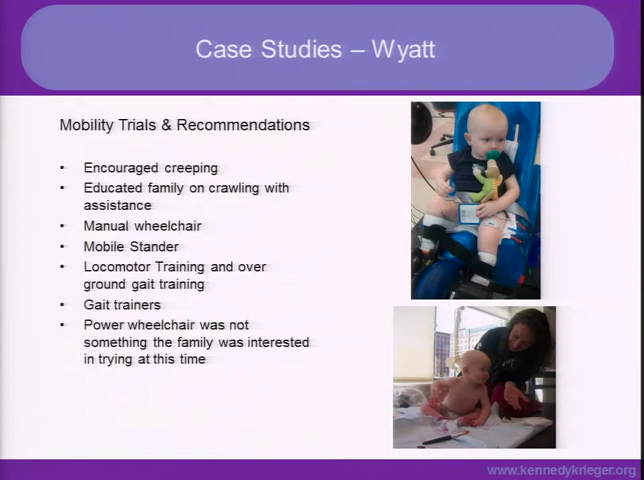 Case Studies – Wyatt
Mobility Trials & Recommendations
• Encouraged creeping
• Educated family on crawling with
assistance
• Manual wheelchair
• Mobile Stander
• Locomotor Training and over
ground gait training
• Gait trainers
• Power wheelchair was not
something the family was interested
in trying at this time
www.kennedykrieger.org